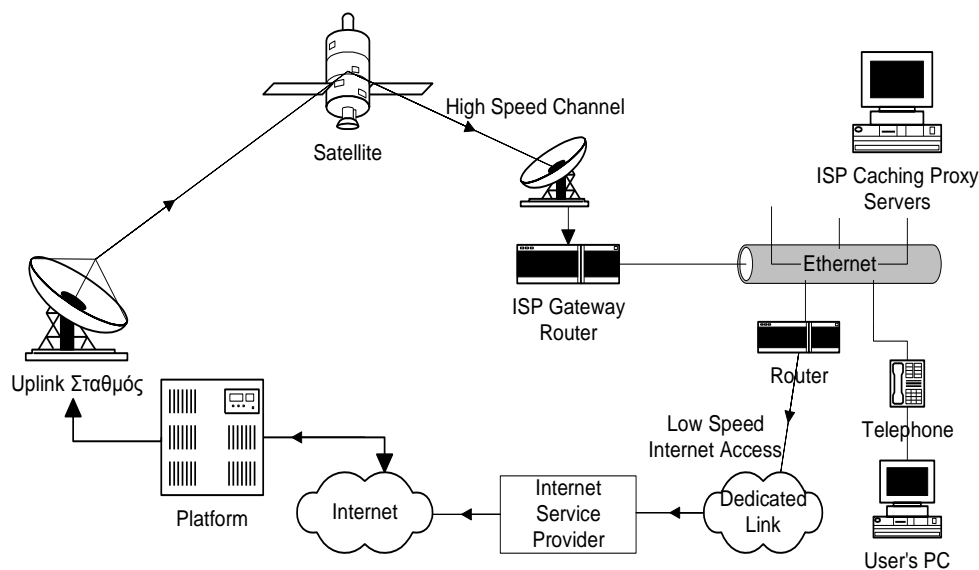 High Speed Channel
Satellite
ISP Caching Proxy
Servers
Ethernet
ISP Gateway
Router
Uplink Σταθμός
Router
Telephone
Low Speed
Internet Access
Platform
Internet
Internet
Service
Provider
Dedicated
Link
User's PC